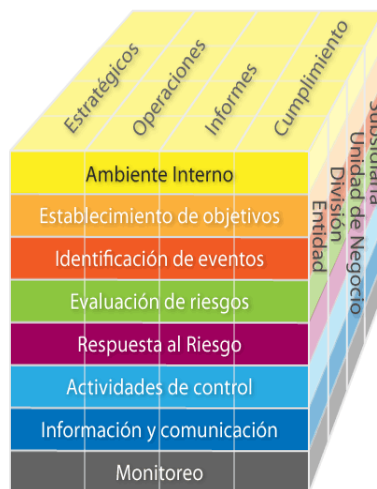 Estratégicos
Operaciones
Informes
Cumplimiento
Ambiente Interno
Establecimiento de objetivos
Identificación de eventos
Evaluación de riesgos
Respuesta al Riesgo
Actividades de control
Información y comunicación
Monitoreo
Entidad
División
Unidad de Negocio
Subsidiaria